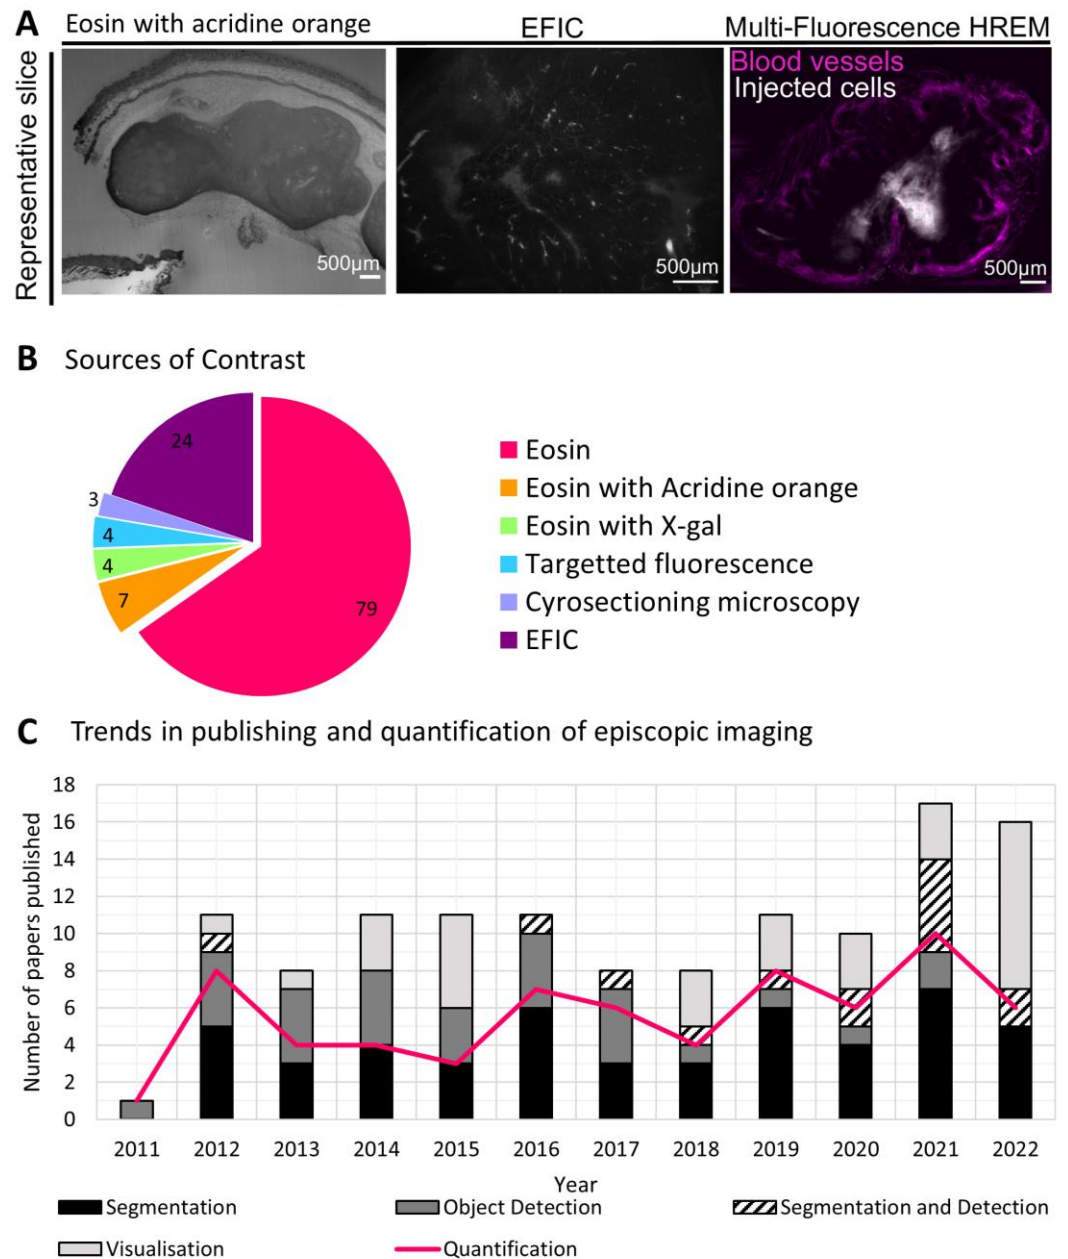 A
Eosin with acridine orange
EFIC
Multi-Fluorescence HREM
Representative slice
500μm
500μm
Blood vessels
Injected cells
500μm
B Sources of Contrast
24
3
4
4
7
79
Eosin
Eosin with Acridine orange
Eosin with X-gal
Targetted fluorescence
Cyrosectioning microscopy
EFIC
C Trends in publishing and quantification of episcopic imaging
Number of papers published
18
16
14
12
10
8
6
4
2
0
2011 2012 2013 2014 2015 2016 2017 2018 2019 2020 2021 2022
Year
Segmentation Object Detection Segmentation and Detection
Visualisation Quantification